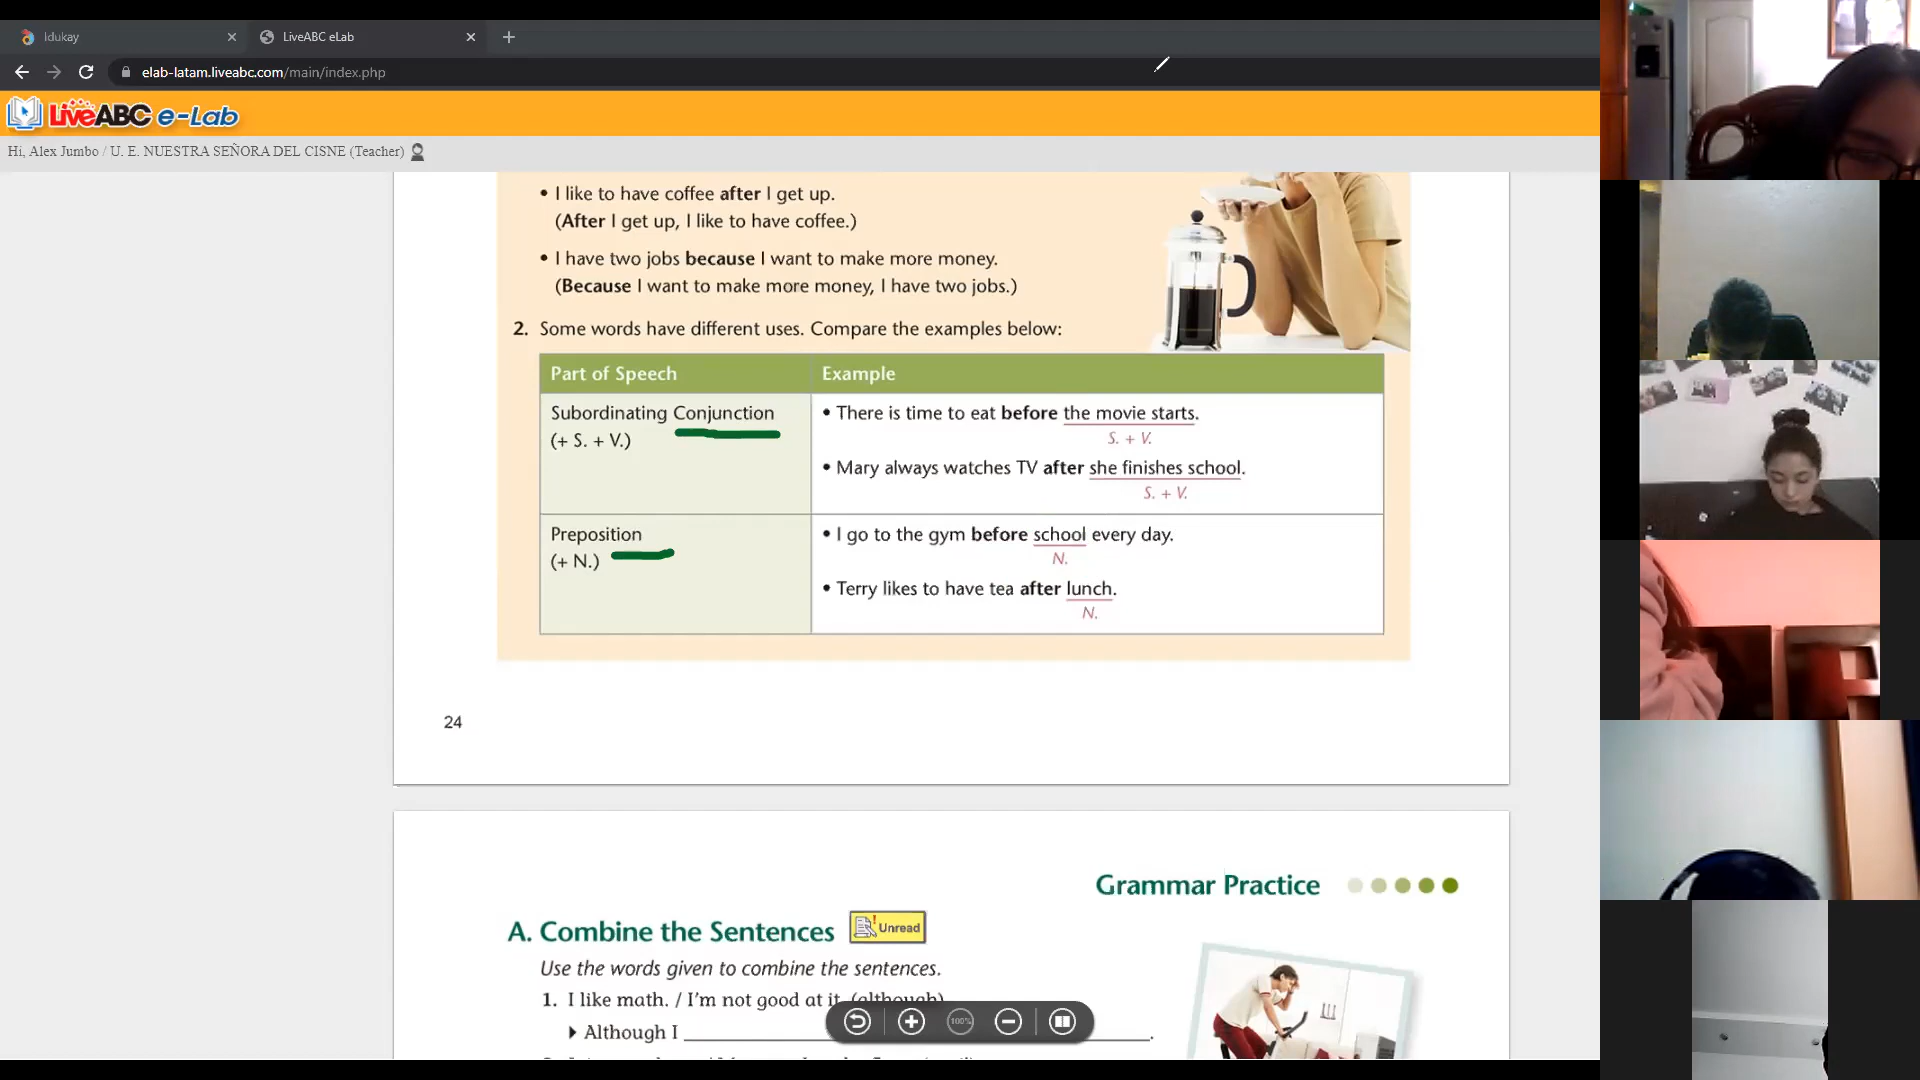 Idukay
LiveABC eLab
elab-latam.liveabc.com/main/index.php
LiveABC e-Lab
Hi, Alex Jumbo / U. E. NUESTRA SEÑORA DEL CISNE (Teacher)
• I like to have coffee after I get up.
(After I get up, I like to have coffee.)
• I have two jobs because I want to make more money.
(Because I want to make more money, I have two jobs.)
2. Some words have different uses. Compare the examples below:
Part of Speech
Example
Subordinating Conjunction
(+ S. + V.)
• There is time to eat before the movie starts.
S. + V.
• Mary always watches TV after she finishes school.
S. + V.
Preposition
(+ N.)
• I go to the gym before school every day.
N.
• Terry likes to have tea after lunch.
N.
24
Grammar Practice
A. Combine the Sentences
Unread
Use the words given to combine the sentences.
1. I like math. / I'm not good at it. (although)
Although I ____.
100%